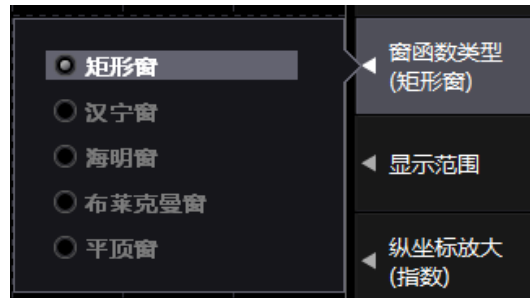 矩形窗
汉宁窗
海明窗
布莱克曼窗
平顶窗
窗函数类型
(矩形窗)
显示范围
纵坐标放大
(指数)